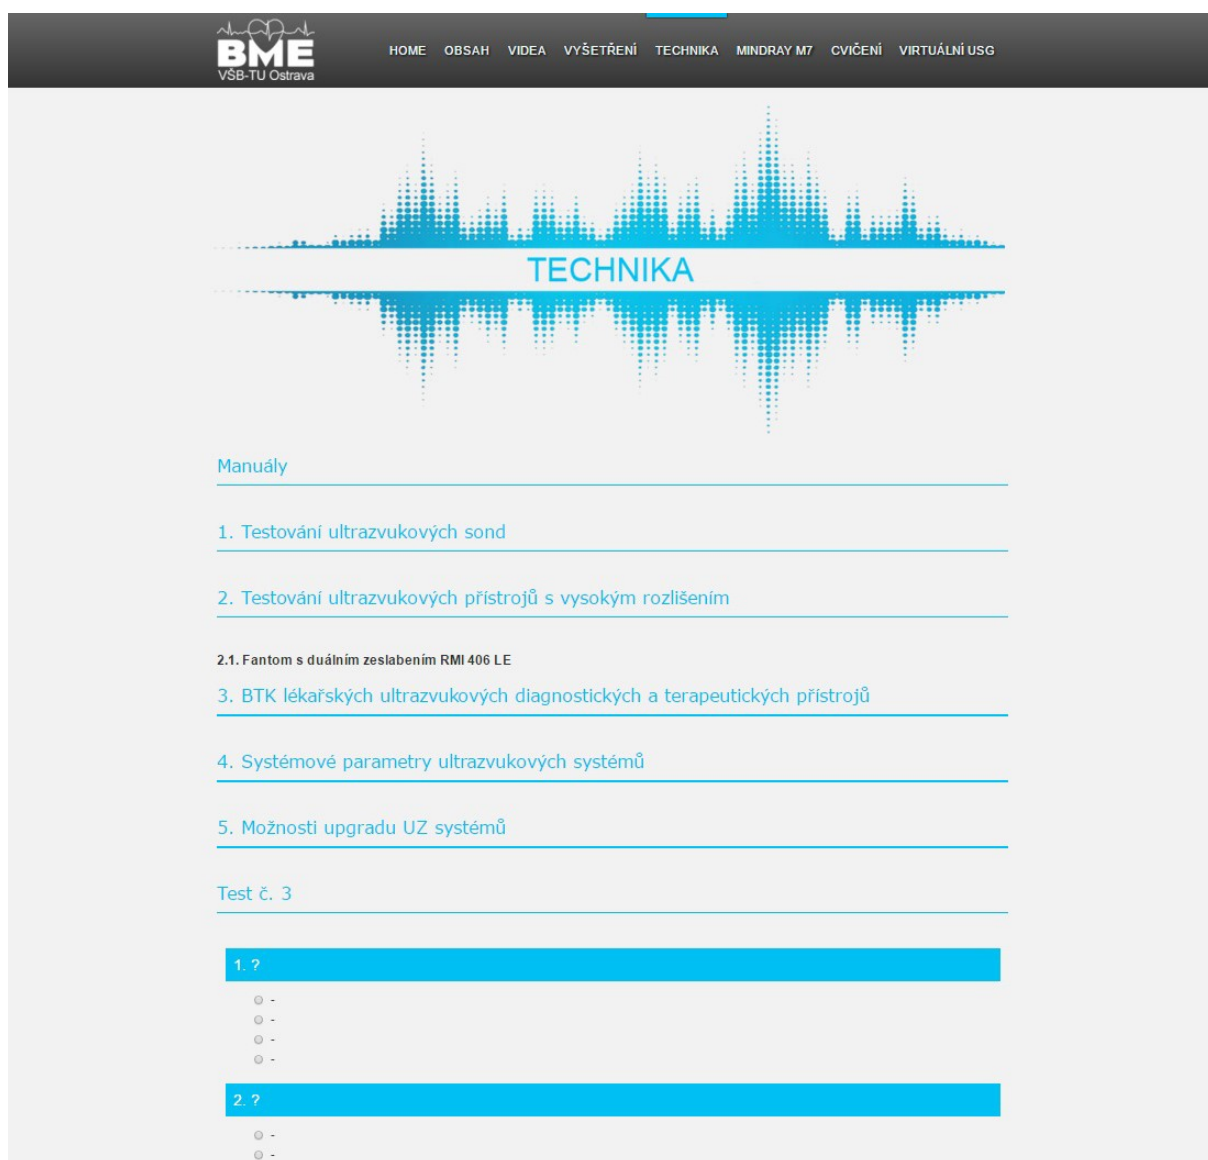 BME
VŠB-TU Ostrava
HOME OBSAH VIDEA VYŠETŘENÍ TECHNIKA MINDRAY M7 CVIČENÍ VIRTUÁLNÍ USG
TECHNIKA
Manuály
1. Testování ultrazvukových sond
2. Testování ultrazvukových přístrojů s vysokým rozlišením
2.1. Fantom s duálním zeslabením RMI 406 LE
3. BTK lékařských ultrazvukových diagnostických a terapeutických přístrojů
4. Systémové parametry ultrazvukových systémů
5. Možnosti upgradu UZ systémů
Test č. 3
1. ?
-
-
-
-
2. ?
-
-